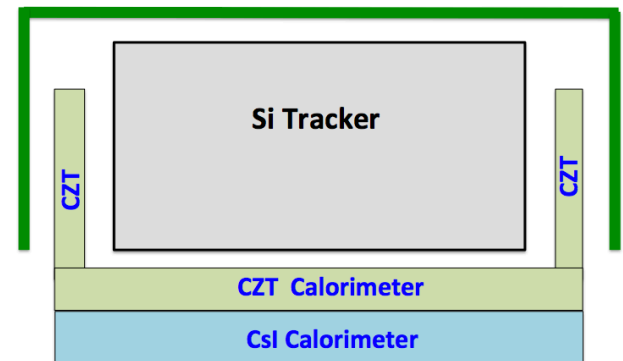 Si Tracker
CZT
CZT
CZT Calorimeter
CsI Calorimeter